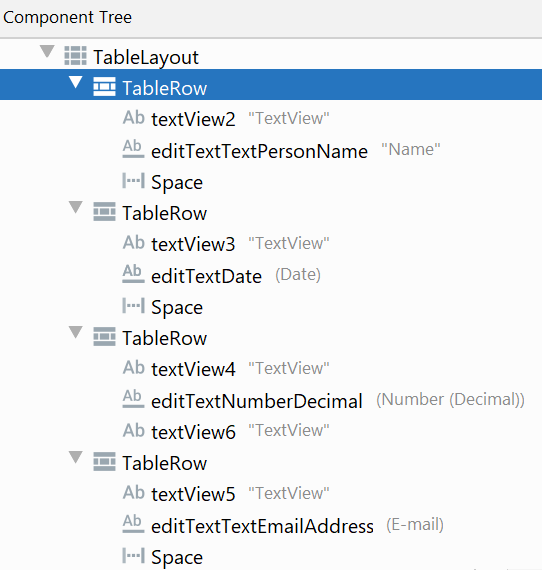 Component Tree
TableLayout
TableRow
Ab textView2 "TextView"
Ab editTextTextPersonName "Name"
Space
TableRow
Ab textView3 "TextView"
Ab editTextDate (Date)
Space
TableRow
Ab textView4 "TextView"
Ab editTextNumberDecimal (Number (Decimal))
Ab textView6 "TextView"
TableRow
Ab textView5 "TextView"
Ab editTextTextEmailAddress (E-mail)
Space